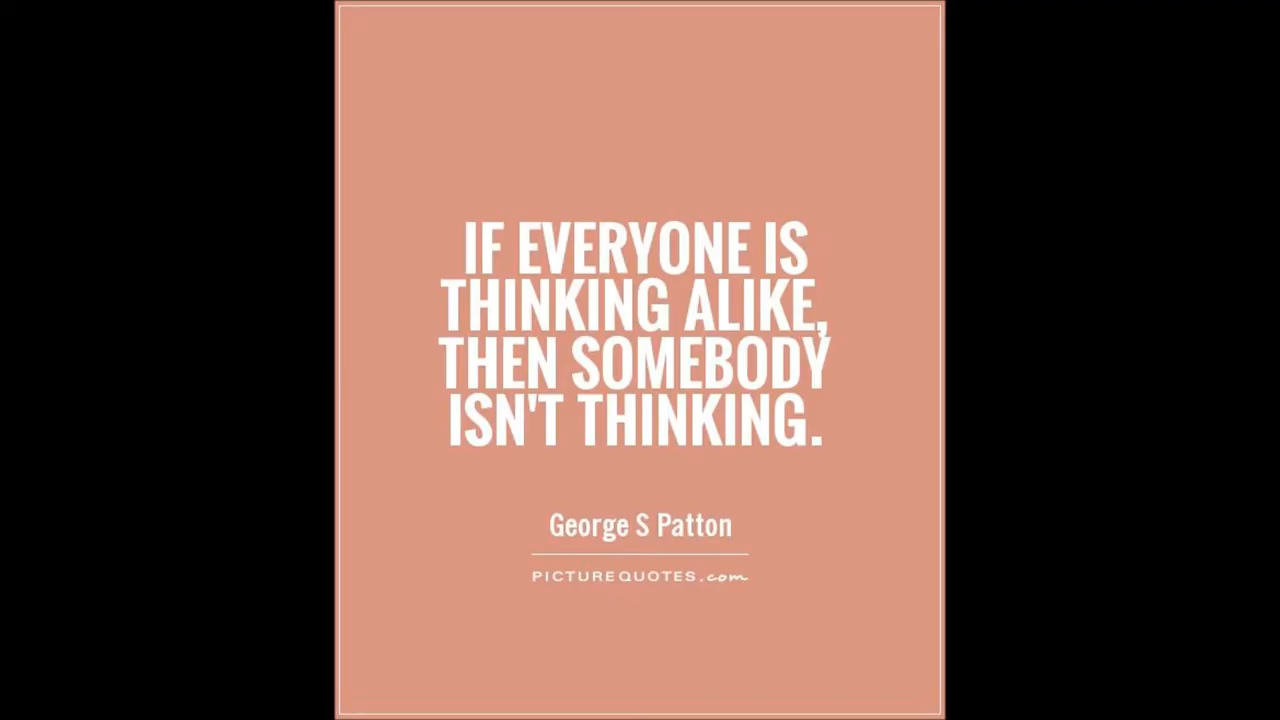 IF EVERYONE IS
THINKING ALIKE,
THEN SOMEBODY
ISN'T THINKING.
George S Patton
PICTUREQUOTES.com